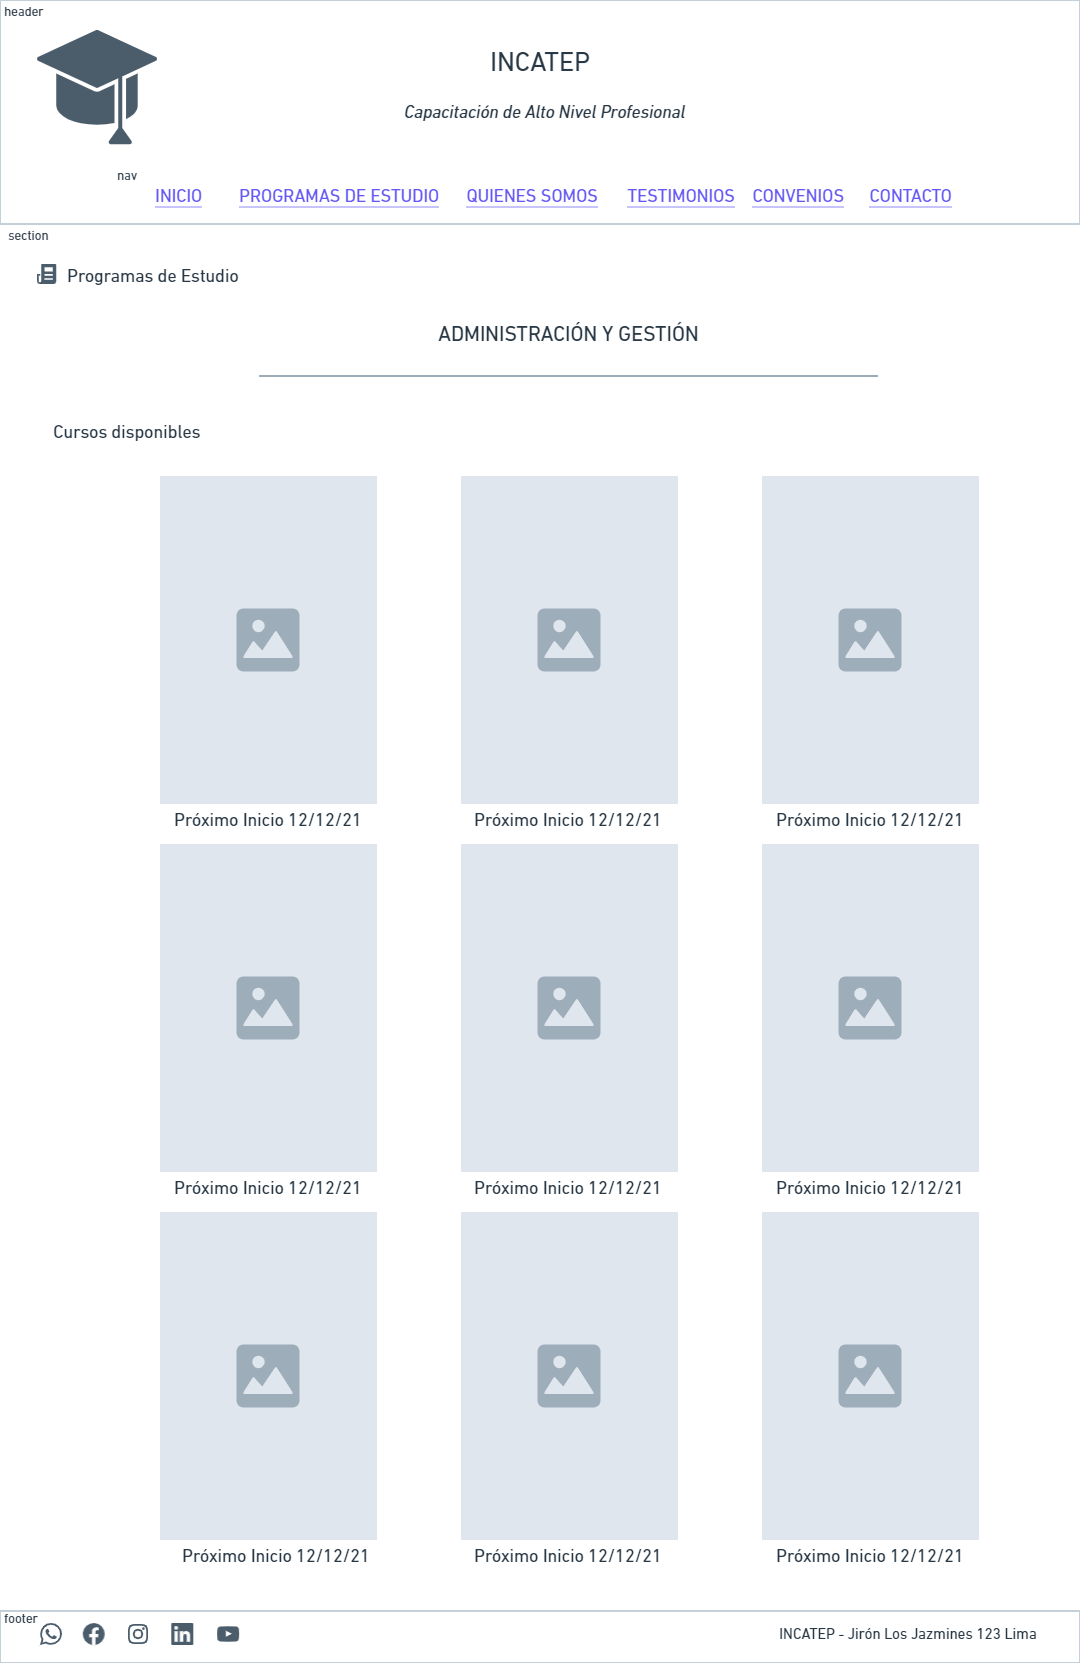 header
INCATEP
Capacitación de Alto Nivel Profesional
nav
INICIO PROGRAMAS DE ESTUDIO QUIENES SOMOS TESTIMONIOS CONVENIOS CONTACTO
section
Programas de Estudio
ADMINISTRACIÓN Y GESTIÓN
Cursos disponibles
Próximo Inicio 12/12/21 Próximo Inicio 12/12/21 Próximo Inicio 12/12/21
Próximo Inicio 12/12/21 Próximo Inicio 12/12/21 Próximo Inicio 12/12/21
Próximo Inicio 12/12/21 Próximo Inicio 12/12/21 Próximo Inicio 12/12/21
footer
INCATEP - Jirón Los Jazmines 123 Lima